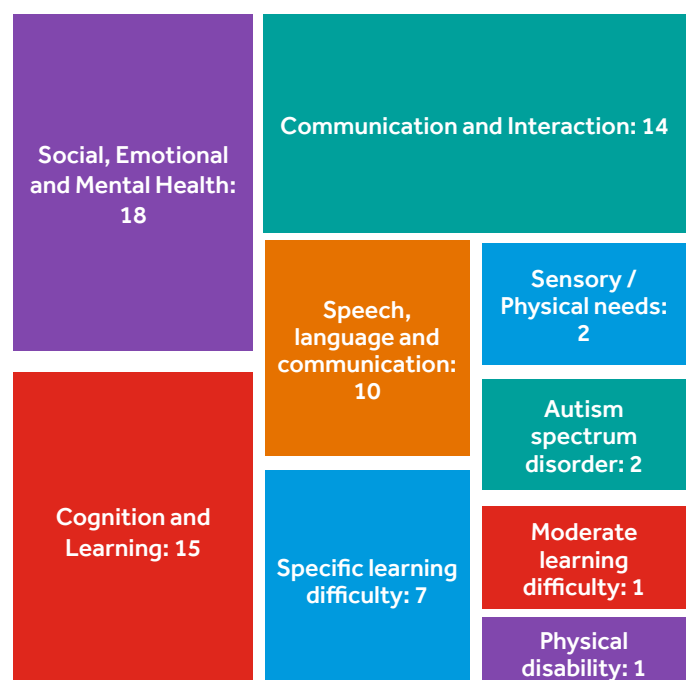 Social, Emotional
and Mental Health:
18
Communication and Interaction: 14
Speech,
language and
communication:
10
Sensory /
Physical needs:
2
Autism
spectrum
disorder: 2
Cognition and
Learning: 15
Specific learning
difficulty: 7
Moderate
learning
difficulty: 1
Physical
disability: 1